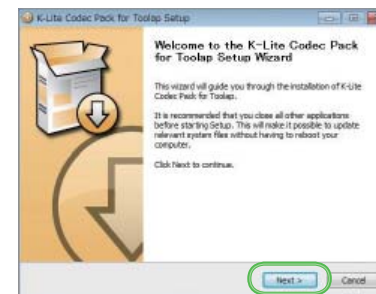 K-Lite Codec Pack for Toolap Setup
Welcome to the K-Lite Codec Pack
for Toolap Setup Wizard
This wizard will guide you through the installation of K-Lite
Codec Pack for Toolap.
It is recommended that you close all other applications
before starting Setup. This will make it possible to update
relevant system files without having to reboot your
computer.
Click Next to continue.
Next > Cancel